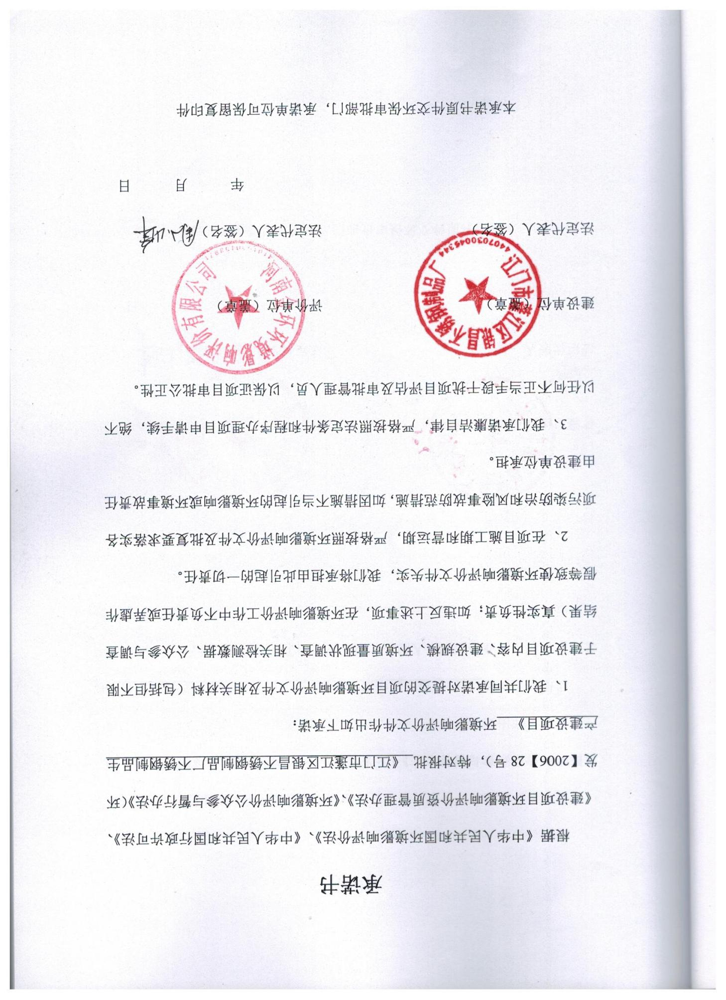 承诺书
根据《中华人民共和国环境影响评价法》、《中华人民共和国行政许可法》、
《建设项目环境影响评价资质管理办法》、《环境影响评价公众参与暂行办法》（环
发【2006】28 号），特对报批 《江门市蓬江区银昌不锈钢制品厂不锈钢制品生
产建设项目》 环境影响评价文件作出如下承诺：
1、我们共同承诺对提交的项目环境影响评价文件及相关材料（包括但不限
于建设项目内容、建设规模、环境质量现状调查、相关检测数据、公众参与调查
结果）真实性负责；如违反上述事项，在环境影响评价工作中不负责任或弄虚作
假等致使环境影响评价文件失实，我们将承担由此引起的一切责任。
2、在项目施工期和营运期，严格按照环境影响评价文件及批复要求落实各
项污染防治和风险事故防范措施，如因措施不当引起的环境影响或环境事故责任
由建设单位承担。
3、我们承诺廉洁自律，严格按照法定条件和程序办理项目申请手续，绝不
以任何不正当手段干扰项目评估及审批管理人员，以保证项目审批公正性。
建设单位（盖章） 评价单位（盖章）
江门市蓬江区银昌不锈钢制品厂
4407030045344
河南金环环境影响评价有限公司
法定代表人（签名） 法定代表人（签名）
年 月 日
本承诺书原件交环保审批部门，承诺单位可保留复印件